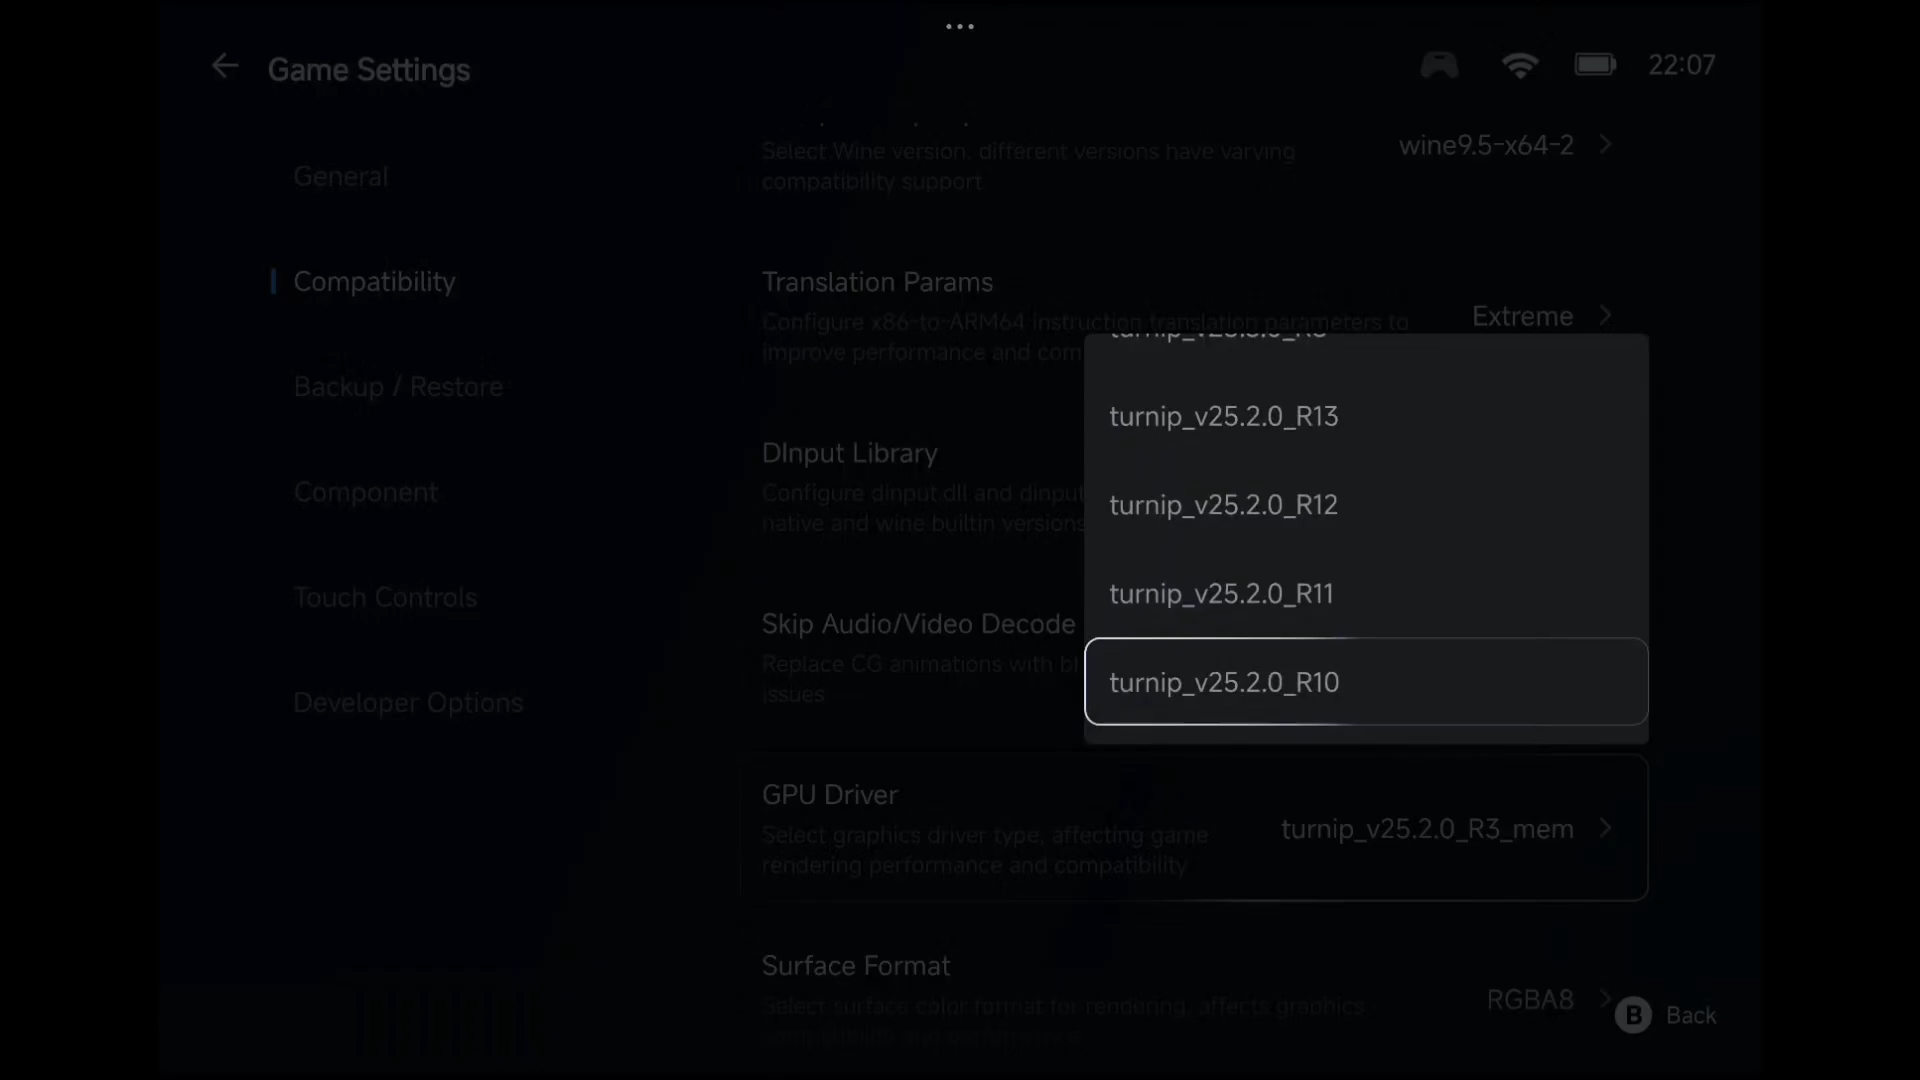 Game Settings
22:07
General
Select Wine version, different versions have varying
compatibility support
wine9.5-x64-2
Compatibility
Translation Params
Configure x86-to-ARM64 instruction translation parameters to
improve performance and com
Extreme
turnip_v25.2.0_R13
Backup / Restore
DInput Library
Configure dinput dll and dinput
native and wine builtin versions
turnip_v25.2.0_R12
Component
turnip_v25.2.0_R11
Touch Controls
Skip Audio/Video Decode
Replace CG animations with bl
issues
turnip_v25.2.0_R10
Developer Options
GPU Driver
Select graphics driver type, affecting game
rendering performance and compatibility
turnip_v25.2.0_R3_mem
Surface Format
Select surface color format for rendering, affects graphics
RGBA8
B Back